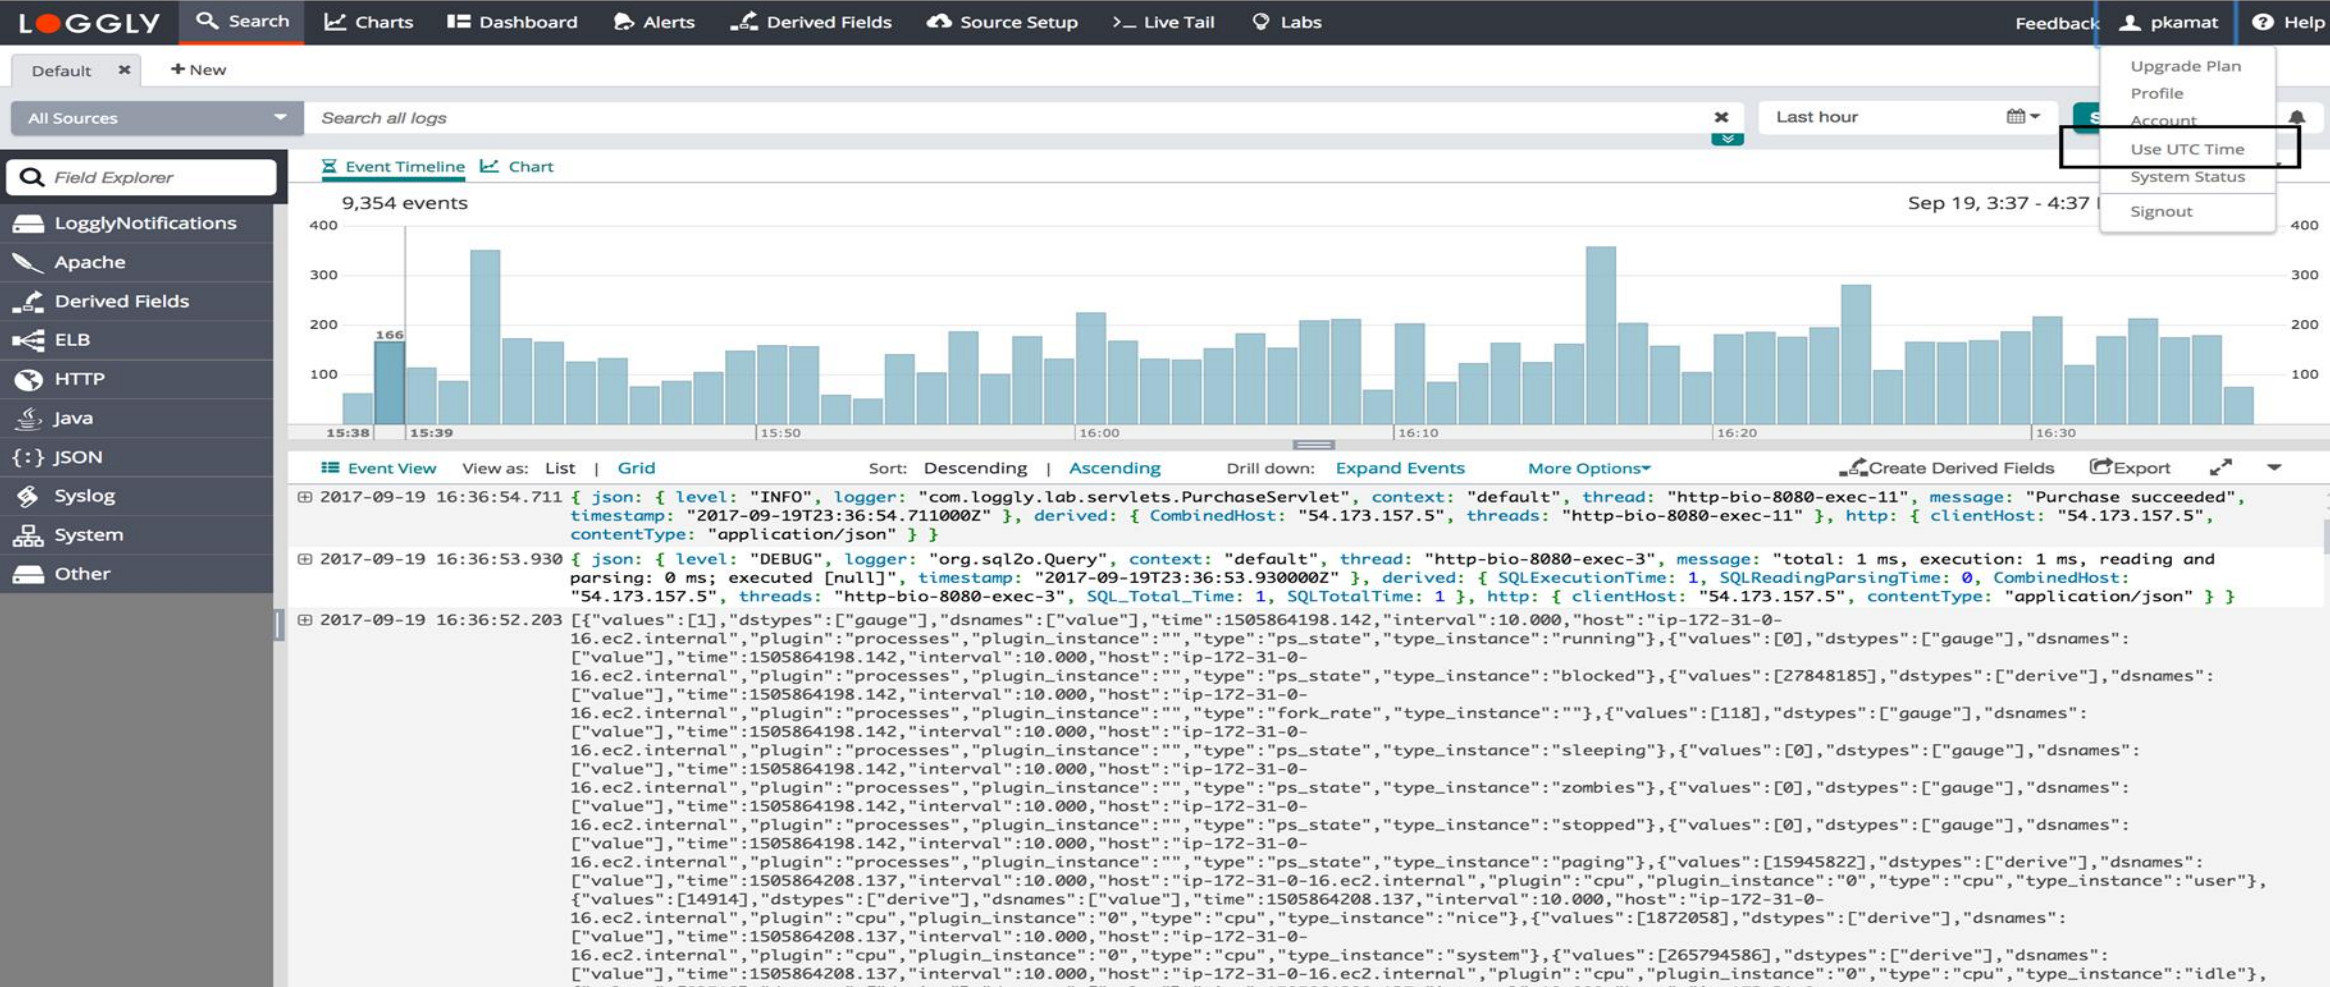 LOGGLY Search Charts Dashboard Alerts Derived Fields Source Setup >_ Live Tail Labs Feedback pkamat Help
Default + New
Upgrade Plan
Profile
Account
Use UTC Time
System Status
Signout
All Sources Search all logs Last hour
Field Explorer
LogglyNotifications
Apache
Derived Fields
ELB
HTTP
Java
{:} JSON
Syslog
System
Other
Event Timeline Chart
9,354 events Sep 19, 3:37 - 4:37
400 400
300 300
200 200
166
100 100
15:38 15:39 15:50 16:00 16:10 16:20 16:30
Event View View as: List | Grid Sort: Descending | Ascending Drill down: Expand Events More Options Create Derived Fields Export
2017-09-19 16:36:54.711 { json: { level: "INFO", logger: "com.loggly.lab.servlets.PurchaseServlet", context: "default", thread: "http-bio-8080-exec-11", message: "Purchase succeeded",
timestamp: "2017-09-19T23:36:54.711000Z" }, derived: { CombinedHost: "54.173.157.5", threads: "http-bio-8080-exec-11" }, http: { clientHost: "54.173.157.5",
contentType: "application/json" } }
2017-09-19 16:36:53.930 { json: { level: "DEBUG", logger: "org.sql2o.Query", context: "default", thread: "http-bio-8080-exec-3", message: "total: 1 ms, execution: 1 ms, reading and
parsing: 0 ms; executed [null]", timestamp: "2017-09-19T23:36:53.930000Z" }, derived: { SQLExecutionTime: 1, SQLReadingParsingTime: 0, CombinedHost:
"54.173.157.5", threads: "http-bio-8080-exec-3", SQL_Total_Time: 1, SQLTotalTime: 1 }, http: { clientHost: "54.173.157.5", contentType: "application/json" } }
2017-09-19 16:36:52.203 [{"values":[1],"dstypes":["gauge"],"dsnames":["value"],"time":1505864198.142,"interval":10.000,"host":"ip-172-31-0-
16.ec2.internal","plugin":"processes","plugin_instance":"","type":"ps_state","type_instance":"running"},{"values":[0],"dstypes":["gauge"],"dsnames":
["value"],"time":1505864198.142,"interval":10.000,"host":"ip-172-31-0-
16.ec2.internal","plugin":"processes","plugin_instance":"","type":"ps_state","type_instance":"blocked"},{"values":[27848185],"dstypes":["derive"],"dsnames":
["value"],"time":1505864198.142,"interval":10.000,"host":"ip-172-31-0-
16.ec2.internal","plugin":"processes","plugin_instance":"","type":"fork_rate","type_instance":""},{"values":[118],"dstypes":["gauge"],"dsnames":
["value"],"time":1505864198.142,"interval":10.000,"host":"ip-172-31-0-
16.ec2.internal","plugin":"processes","plugin_instance":"","type":"ps_state","type_instance":"sleeping"},{"values":[0],"dstypes":["gauge"],"dsnames":
["value"],"time":1505864198.142,"interval":10.000,"host":"ip-172-31-0-
16.ec2.internal","plugin":"processes","plugin_instance":"","type":"ps_state","type_instance":"zombies"},{"values":[0],"dstypes":["gauge"],"dsnames":
["value"],"time":1505864198.142,"interval":10.000,"host":"ip-172-31-0-
16.ec2.internal","plugin":"processes","plugin_instance":"","type":"ps_state","type_instance":"stopped"},{"values":[0],"dstypes":["gauge"],"dsnames":
["value"],"time":1505864198.142,"interval":10.000,"host":"ip-172-31-0-
16.ec2.internal","plugin":"processes","plugin_instance":"","type":"ps_state","type_instance":"paging"},{"values":[15945822],"dstypes":["derive"],"dsnames":
["value"],"time":1505864208.137,"interval":10.000,"host":"ip-172-31-0-16.ec2.internal","plugin":"cpu","plugin_instance":"0","type":"cpu","type_instance":"user"},
{"values":[14914],"dstypes":["derive"],"dsnames":["value"],"time":1505864208.137,"interval":10.000,"host":"ip-172-31-0-
16.ec2.internal","plugin":"cpu","plugin_instance":"0","type":"cpu","type_instance":"nice"},{"values":[1872058],"dstypes":["derive"],"dsnames":
["value"],"time":1505864208.137,"interval":10.000,"host":"ip-172-31-0-
16.ec2.internal","plugin":"cpu","plugin_instance":"0","type":"cpu","type_instance":"system"},{"values":[265794586],"dstypes":["derive"],"dsnames":
["value"],"time":1505864208.137,"interval":10.000,"host":"ip-172-31-0-16.ec2.internal","plugin":"cpu","plugin_instance":"0","type":"cpu","type_instance":"idle"},